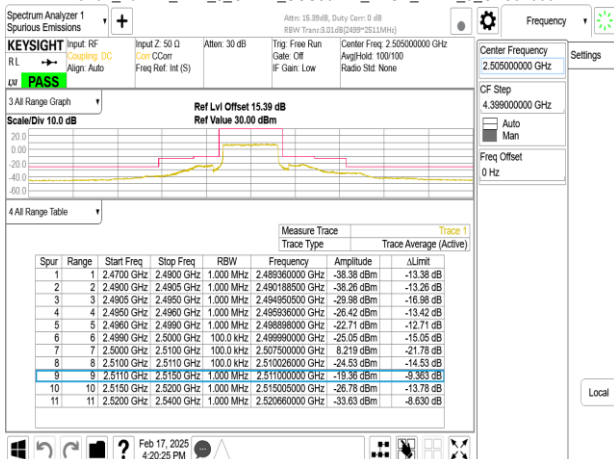 Spectrum Analyzer 1
Spurious Emissions
Attn: 15.39dB, Duty Corr: 0 dB
RBW Trans:3.01dB(2499~2511MHz)
Frequency
KEYSIGHT
Input: RF
Coupling: DC
Align: Auto
Input Z: 50 Ω
Corr CCorr
Freq Ref: Int (S)
Atten: 30 dB
Trig: Free Run
Gate: Off
IF Gain: Low
Center Freq: 2.505000000 GHz
Avg|Hold: 100/100
Radio Std: None
RL
LXI
PASS
Center Frequency
2.505000000 GHz
Settings
CF Step
4.399000000 GHz
Auto
Man
Freq Offset
0 Hz
Local
3 All Range Graph
Scale/Div 10.0 dB
Ref Lvl Offset 15.39 dB
Ref Value 30.00 dBm
20.0
0.00
-20.0
-40.0
-60.0
4 All Range Table
Measure Trace Trace 1
Trace Type Trace Average (Active)
Spur Range Start Freq Stop Freq RBW Frequency Amplitude ΔLimit
1 1 2.4700 GHz 2.4900 GHz 1.000 MHz 2.489360000 GHz -38.38 dBm -13.38 dB
2 2 2.4900 GHz 2.4905 GHz 1.000 MHz 2.490188500 GHz -38.26 dBm -13.26 dB
3 3 2.4905 GHz 2.4950 GHz 1.000 MHz 2.494950500 GHz -29.98 dBm -16.98 dB
4 4 2.4950 GHz 2.4960 GHz 1.000 MHz 2.495936000 GHz -26.42 dBm -13.42 dB
5 5 2.4960 GHz 2.4990 GHz 1.000 MHz 2.498898000 GHz -22.71 dBm -12.71 dB
6 6 2.4990 GHz 2.5000 GHz 100.0 kHz 2.499990000 GHz -25.05 dBm -15.05 dB
7 7 2.5000 GHz 2.5100 GHz 100.0 kHz 2.507500000 GHz 8.219 dBm -21.78 dB
8 8 2.5100 GHz 2.5110 GHz 100.0 kHz 2.510026000 GHz -24.53 dBm -14.53 dB
9 9 2.5110 GHz 2.5150 GHz 1.000 MHz 2.511000000 GHz -19.36 dBm -9.363 dB
10 10 2.5150 GHz 2.5200 GHz 1.000 MHz 2.515005000 GHz -26.78 dBm -13.78 dB
11 11 2.5200 GHz 2.5400 GHz 1.000 MHz 2.520660000 GHz -33.63 dBm -8.630 dB
Feb 17, 2025
4:20:25 PM